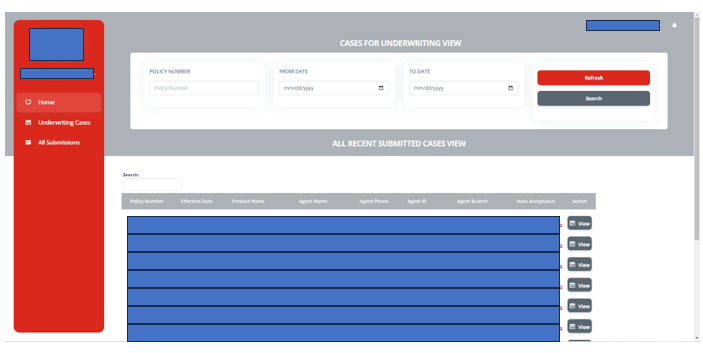 CASES FOR UNDERWRITING VIEW
POLICY NUMBER
FROM DATE
TO DATE
Policy Number
mm/dd/yyyy
mm/dd/yyyy
Refresh
Search
Home
Underwriting Cases
All Submissions
ALL RECENT SUBMITTED CASES VIEW
Search:
Policy Number Effective Date Product Name Agent Name Agent Phone Agent ID Agent Branch Auto Acceptance Action
View
View
View
View
View
View